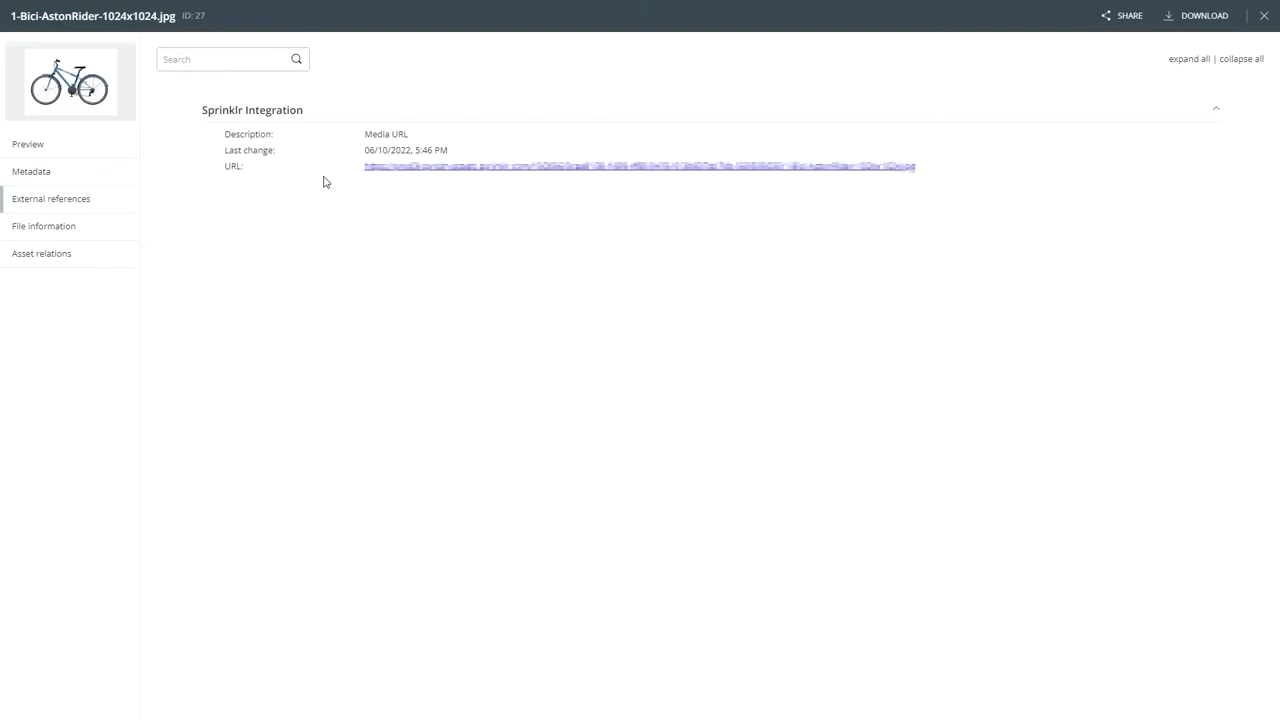 1-Bici-AstonRider-1024x1024.jpg ID: 27
SHARE
DOWNLOAD
Search
expand all | collapse all
Sprinklr Integration
Description: Media URL
Last change: 06/10/2022, 5:46 PM
URL:
Preview
Metadata
External references
File information
Asset relations